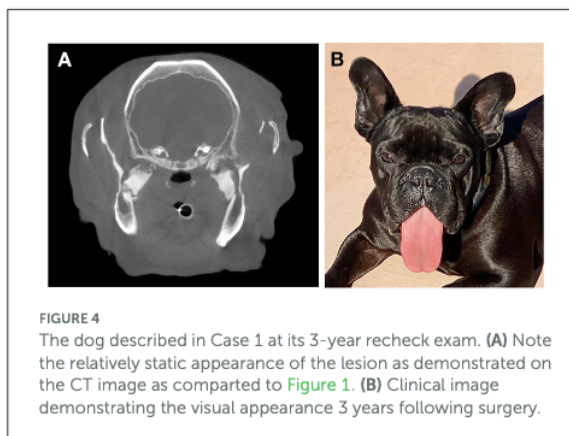 A
B
FIGURE 4
The dog described in Case 1 at its 3-year recheck exam. (A) Note
the relatively static appearance of the lesion as demonstrated on
the CT image as comparted to Figure 1. (B) Clinical image
demonstrating the visual appearance 3 years following surgery.